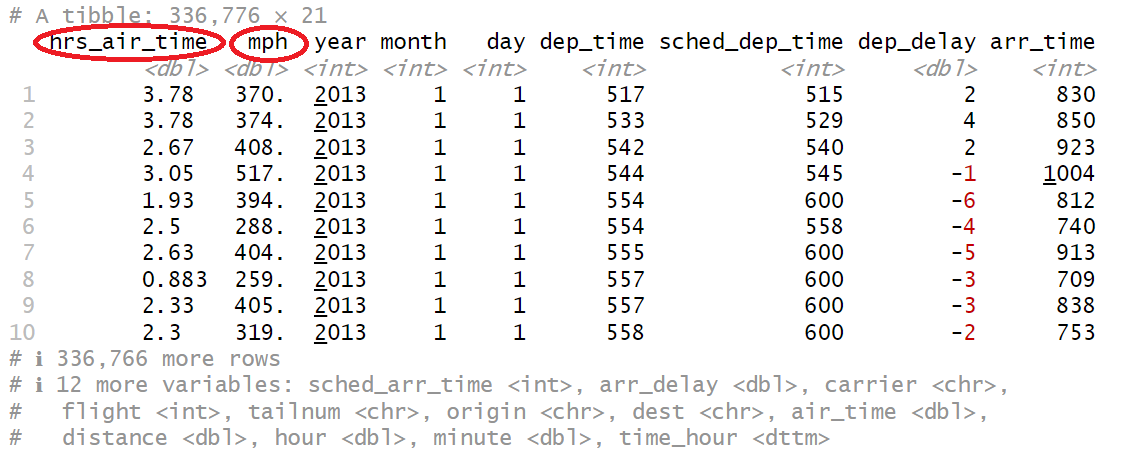 # A tibble: 336,776 × 21
hrs_air_time mph year month day dep_time sched_dep_time dep_delay arr_time
<dbl> <dbl> <int> <int> <int> <int> <int> <dbl> <int>
1 3.78 370. 2013 1 1 517 515 2 830
2 3.78 374. 2013 1 1 533 529 4 850
3 2.67 408. 2013 1 1 542 540 2 923
4 3.05 517. 2013 1 1 544 545 -1 1004
5 1.93 394. 2013 1 1 554 600 -6 812
6 2.5 288. 2013 1 1 554 558 -4 740
7 2.63 404. 2013 1 1 555 600 -5 913
8 0.883 259. 2013 1 1 557 600 -3 709
9 2.33 405. 2013 1 1 557 600 -3 838
10 2.3 319. 2013 1 1 558 600 -2 753
# ℹ 336,766 more rows
# ℹ 12 more variables: sched_arr_time <int>, arr_delay <dbl>, carrier <chr>,
# flight <int>, tailnum <chr>, origin <chr>, dest <chr>, air_time <dbl>,
# distance <dbl>, hour <dbl>, minute <dbl>, time_hour <dttm>